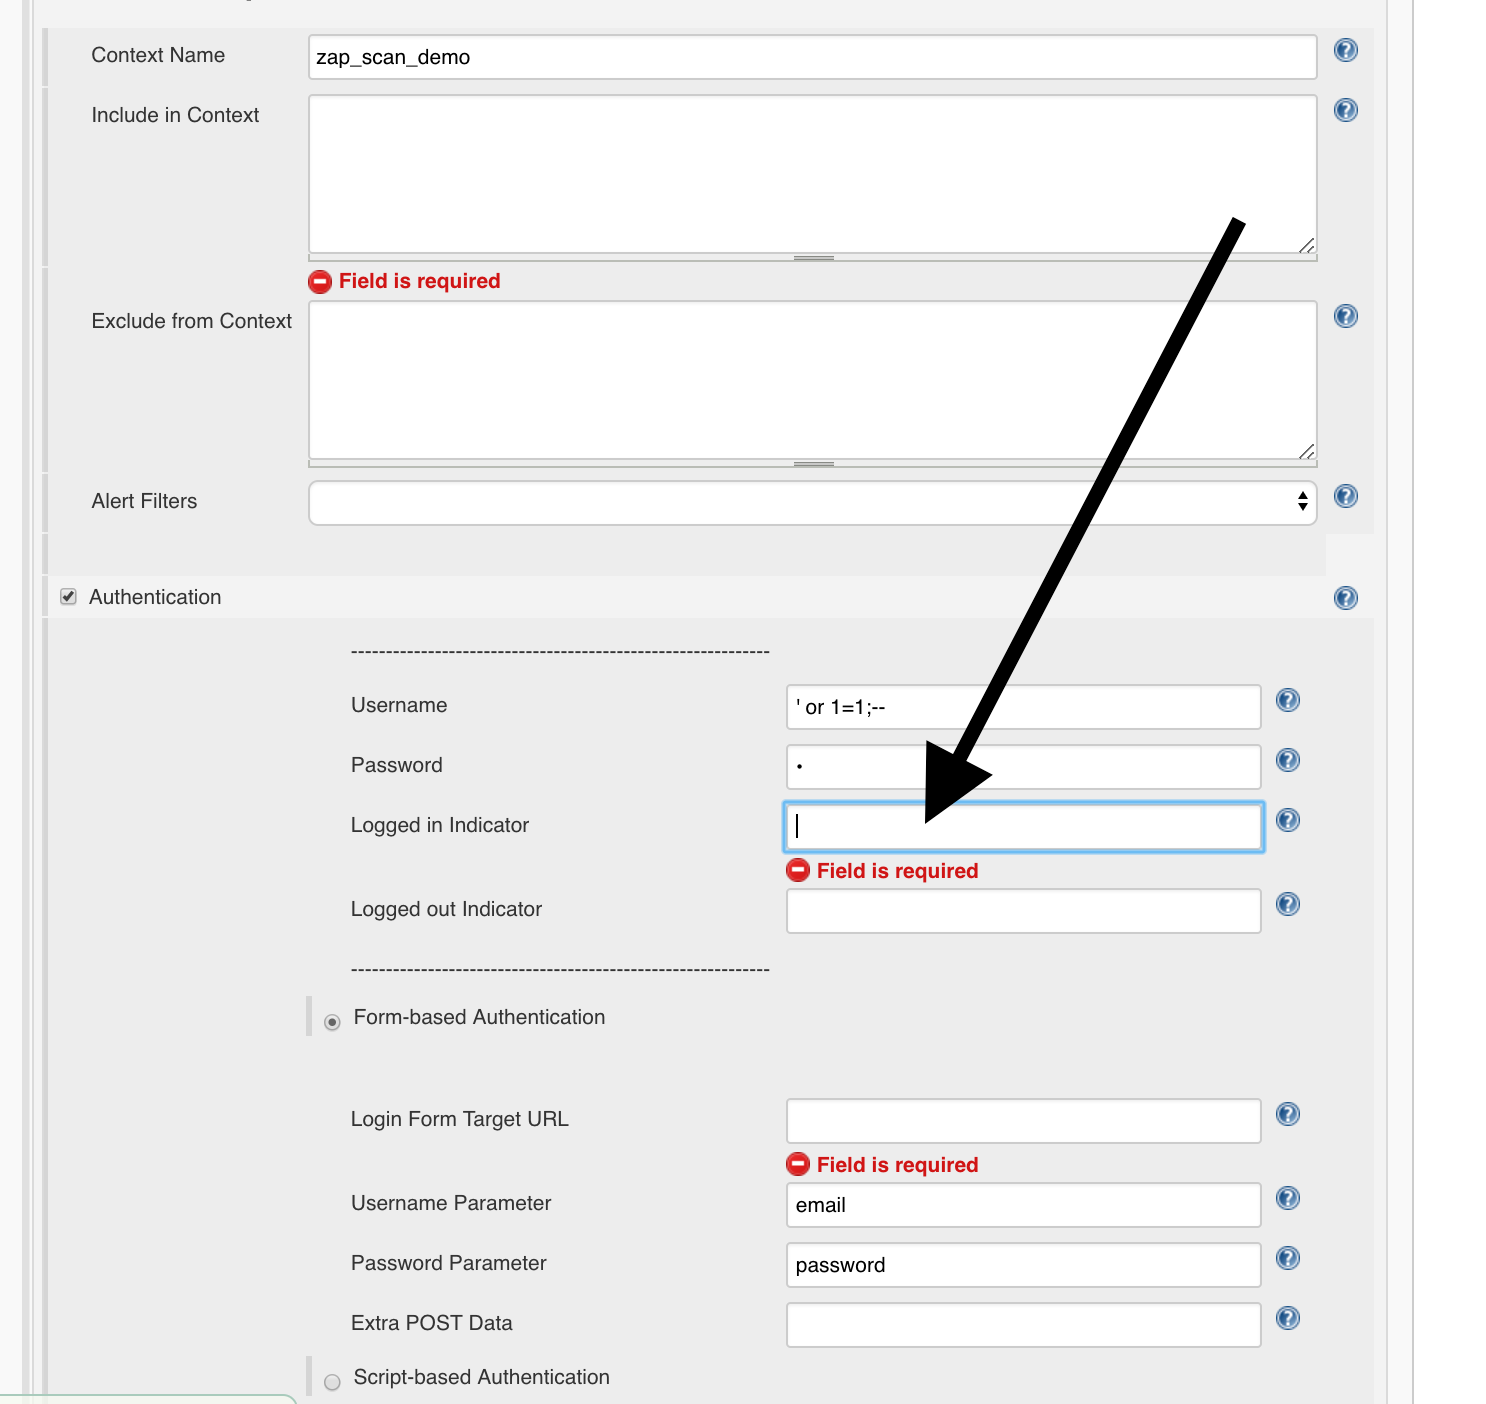 Context Name
zap_scan_demo
Include in Context
Field is required
Exclude from Context
Alert Filters
Authentication
------------------------------------------------------------
Username
' or 1=1;--
Password
•
Logged in Indicator
Field is required
Logged out Indicator
------------------------------------------------------------
Form-based Authentication
Login Form Target URL
Field is required
Username Parameter
email
Password Parameter
password
Extra POST Data
Script-based Authentication